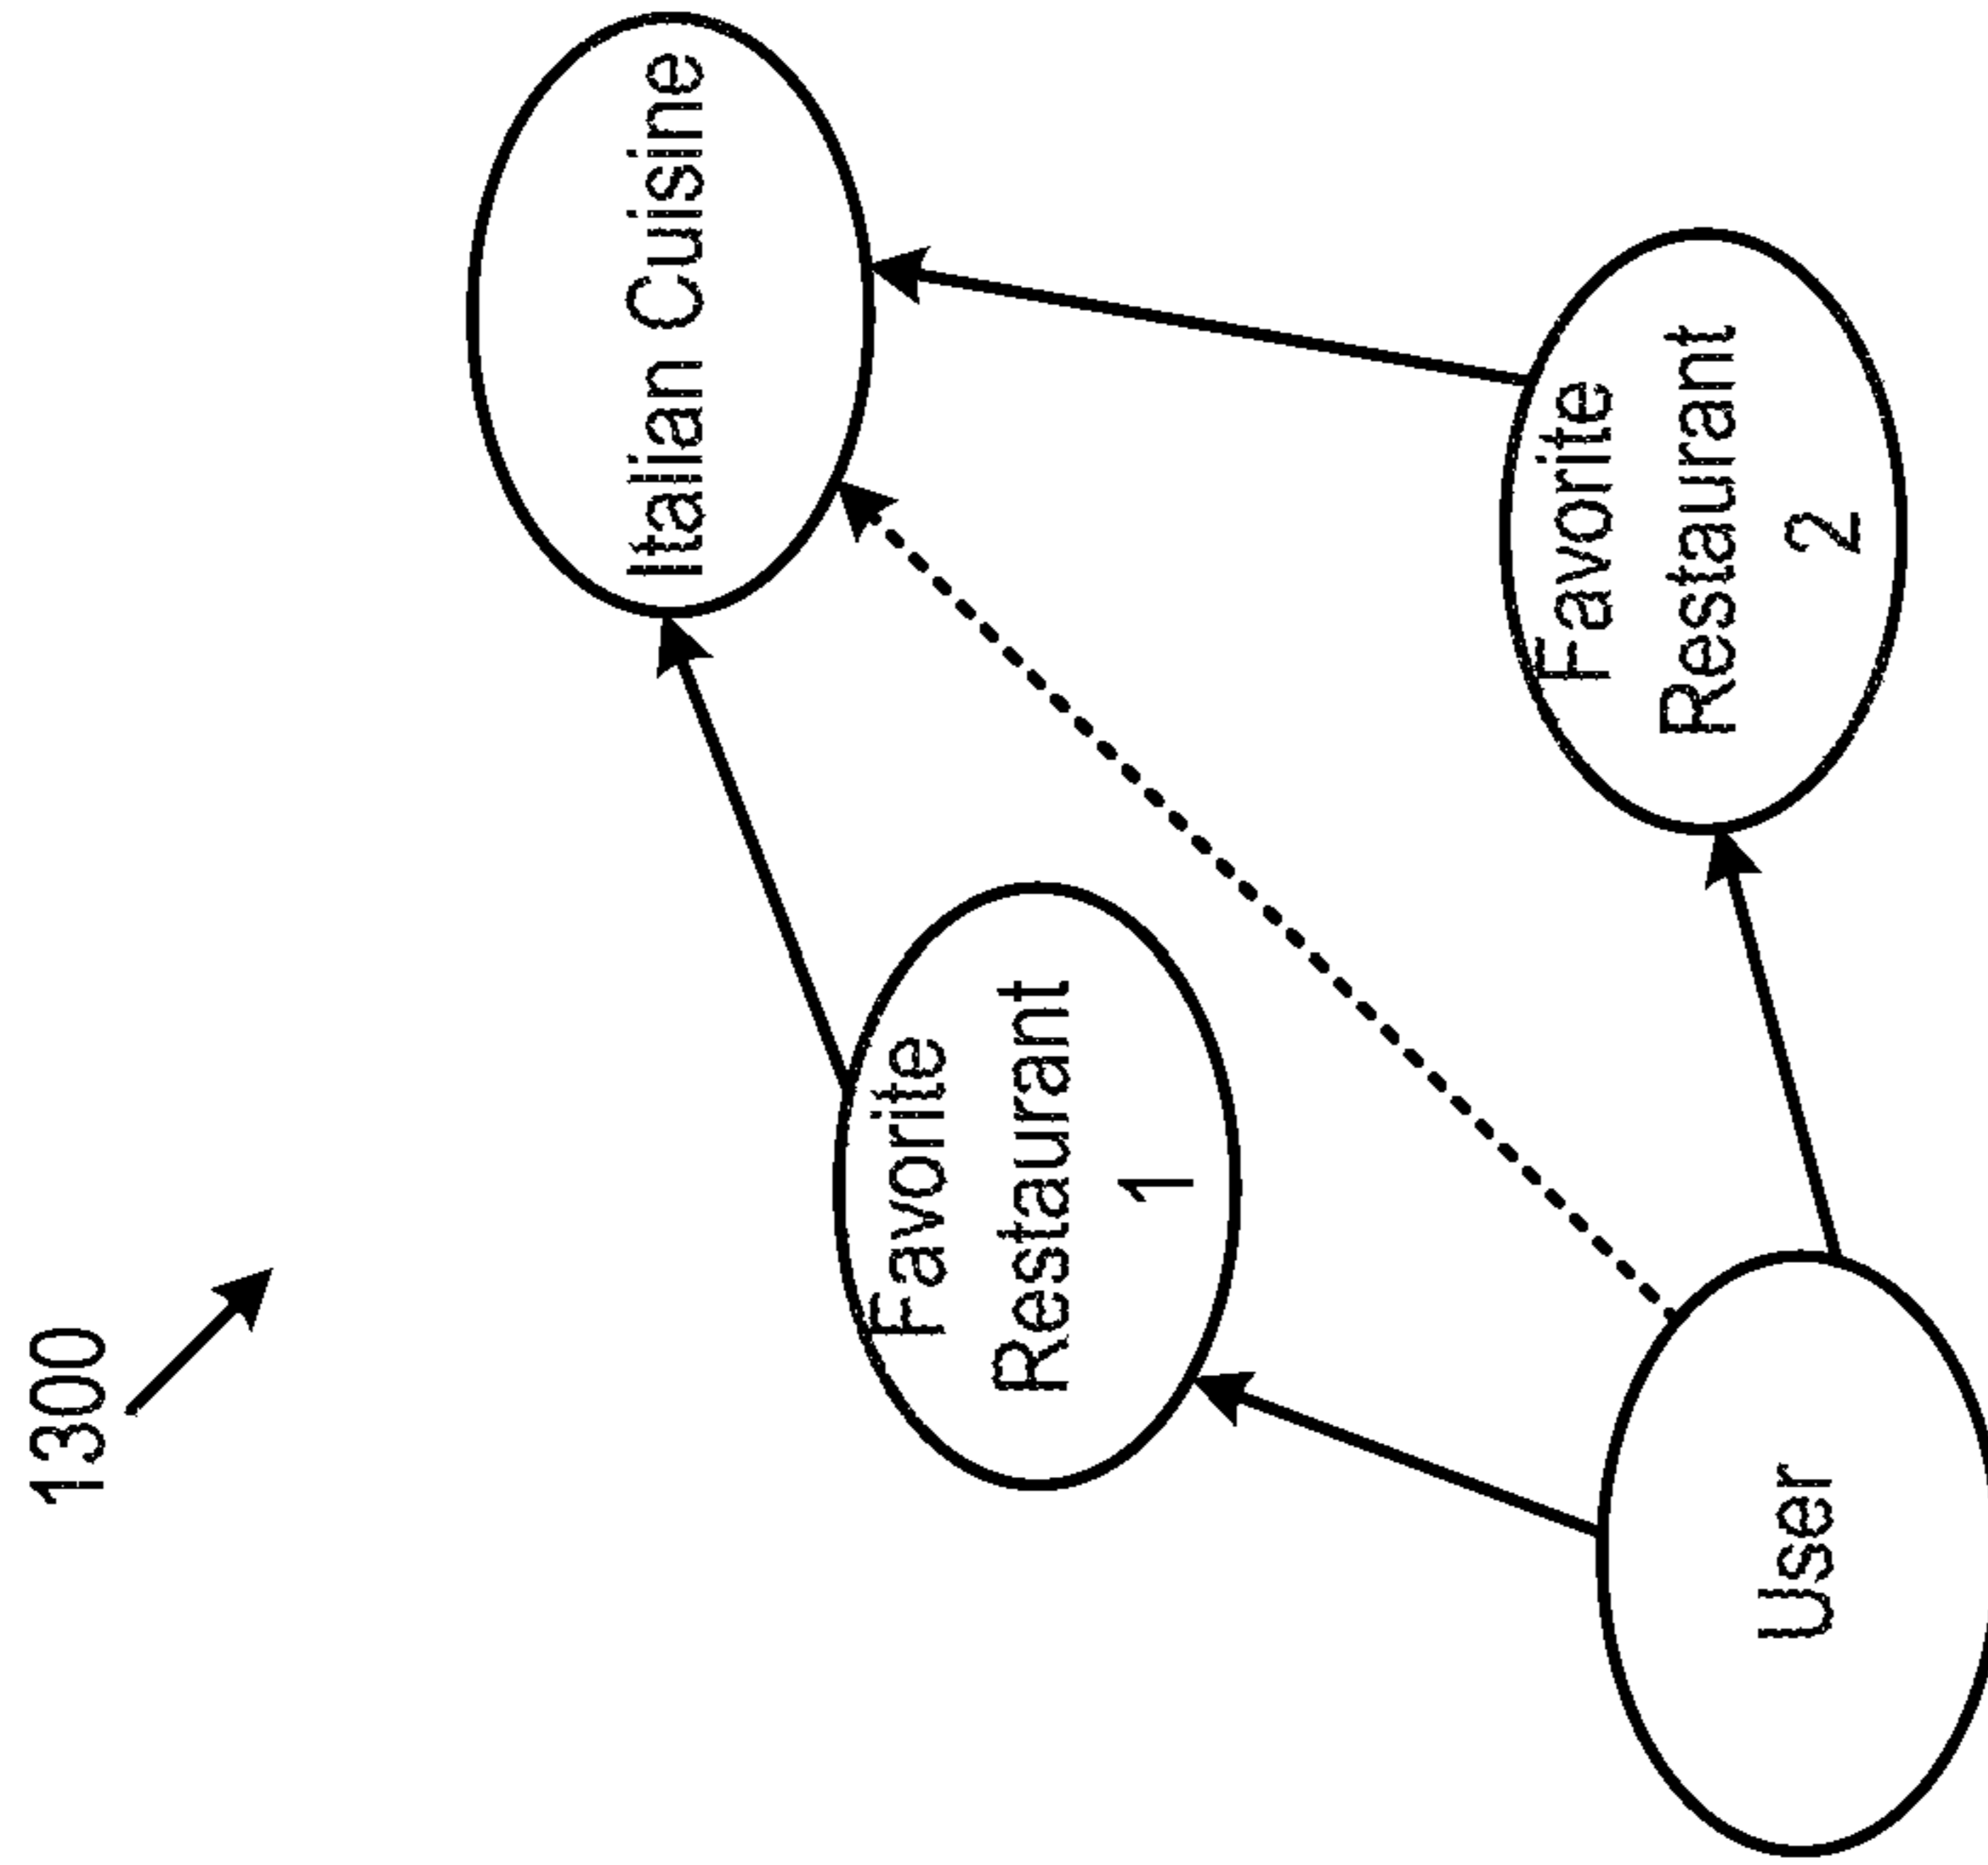 1300
Italian Cuisine
Favorite
Restaurant
1
Favorite
Restaurant
2
User